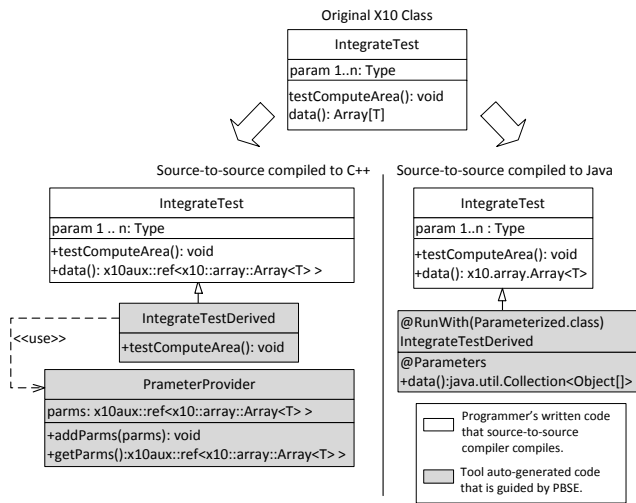 Original X10 Class
IntegrateTest
param 1..n: Type
testComputeArea(): void
data(): Array[T]
Source-to-source compiled to C++
IntegrateTest
param 1 .. n: Type
+testComputeArea(): void
+data(): x10aux::ref<x10::array::Array<T> >
IntegrateTestDerived
+testComputeArea(): void
<<use>>
PrameterProvider
parms: x10aux::ref<x10::array::Array<T> >
+addParms(parms): void
+getParms():x10aux::ref<x10::array::Array<T> >
Source-to-source compiled to Java
IntegrateTest
param 1..n : Type
+testComputeArea(): void
+data(): x10.array.Array<T>
@RunWith(Parameterized.class)
IntegrateTestDerived
@Parameters
+data():java.util.Collection<Object[]>
Programmer's written code
that source-to-source
compiler compiles.
Tool auto-generated code
that is guided by PBSE.